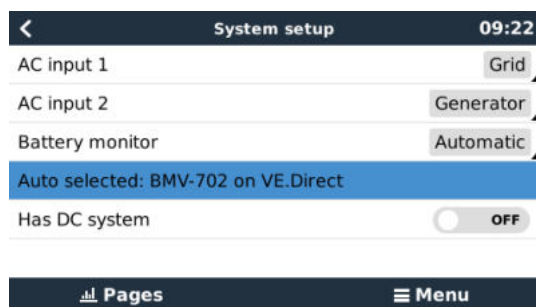 System setup 09:22
AC input 1 Grid
AC input 2 Generator
Battery monitor Automatic
Auto selected: BMV-702 on VE.Direct
Has DC system OFF
Pages Menu